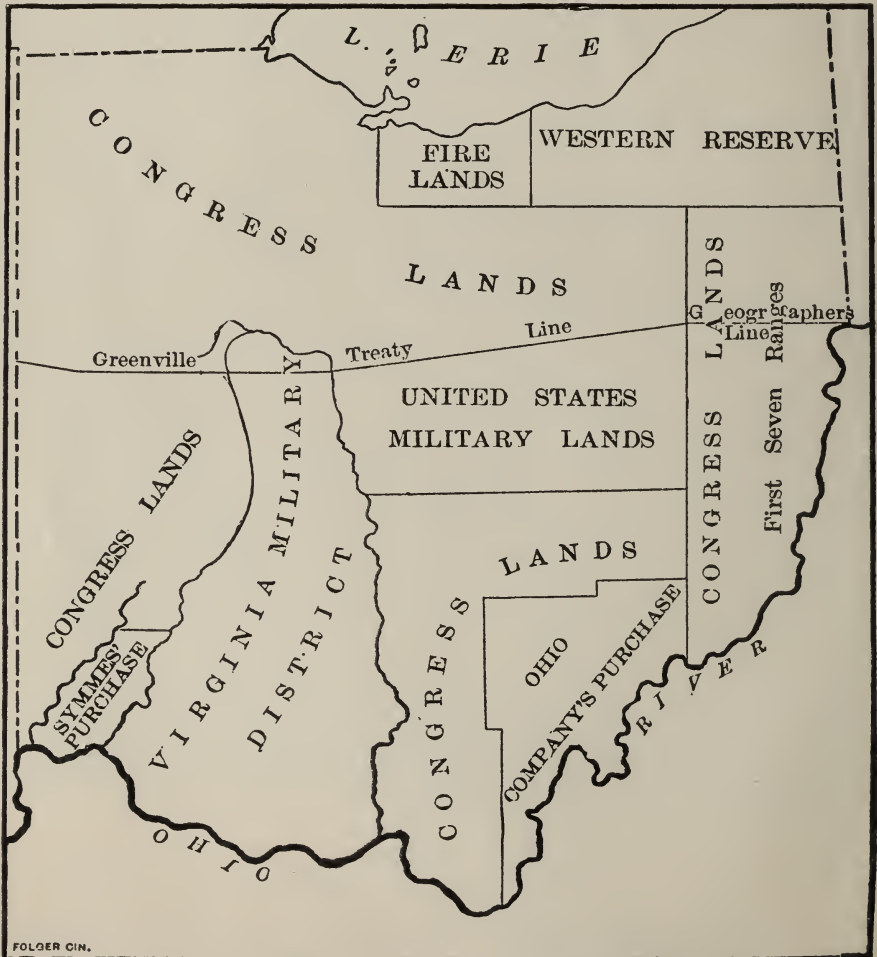 L. ERIE
CONGRESS LANDS
FIRE
LANDS
WESTERN RESERVE
Greenville Treaty Line
Geographers
Line
UNITED STATES
MILITARY LANDS
CONGRESS LANDS
First Seven Ranges
CONGRESS LANDS
SYMMES'
PURCHASE
VIRGINIA MILITARY
DISTRICT
CONGRESS LANDS
OHIO
COMPANY'S PURCHASE
OHIO RIVER
FOLGER CIN.